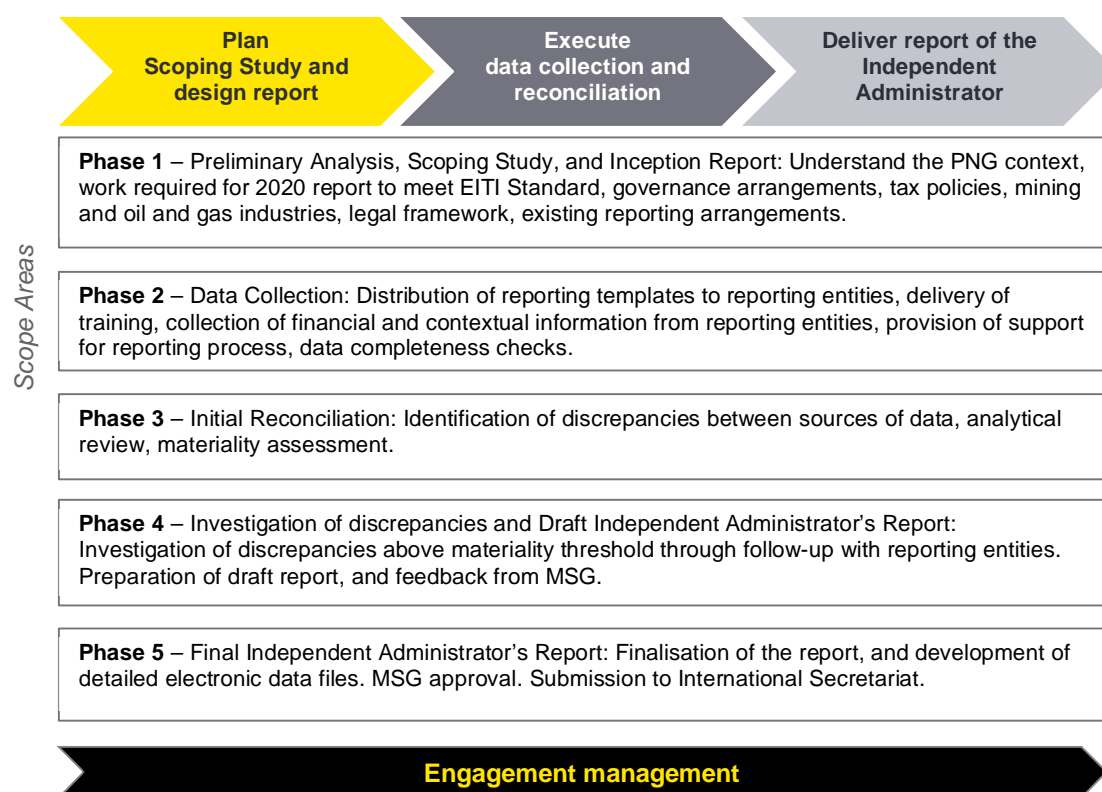 Plan
Scoping Study and
design report
Execute
data collection and
reconciliation
Deliver report of the
Independent
Administrator
Scope Areas
Phase 1 – Preliminary Analysis, Scoping Study, and Inception Report: Understand the PNG context,
work required for 2020 report to meet EITI Standard, governance arrangements, tax policies, mining
and oil and gas industries, legal framework, existing reporting arrangements.
Phase 2 – Data Collection: Distribution of reporting templates to reporting entities, delivery of
training, collection of financial and contextual information from reporting entities, provision of support
for reporting process, data completeness checks.
Phase 3 – Initial Reconciliation: Identification of discrepancies between sources of data, analytical
review, materiality assessment.
Phase 4 – Investigation of discrepancies and Draft Independent Administrator's Report:
Investigation of discrepancies above materiality threshold through follow-up with reporting entities.
Preparation of draft report, and feedback from MSG.
Phase 5 – Final Independent Administrator's Report: Finalisation of the report, and development of
detailed electronic data files. MSG approval. Submission to International Secretariat.
Engagement management